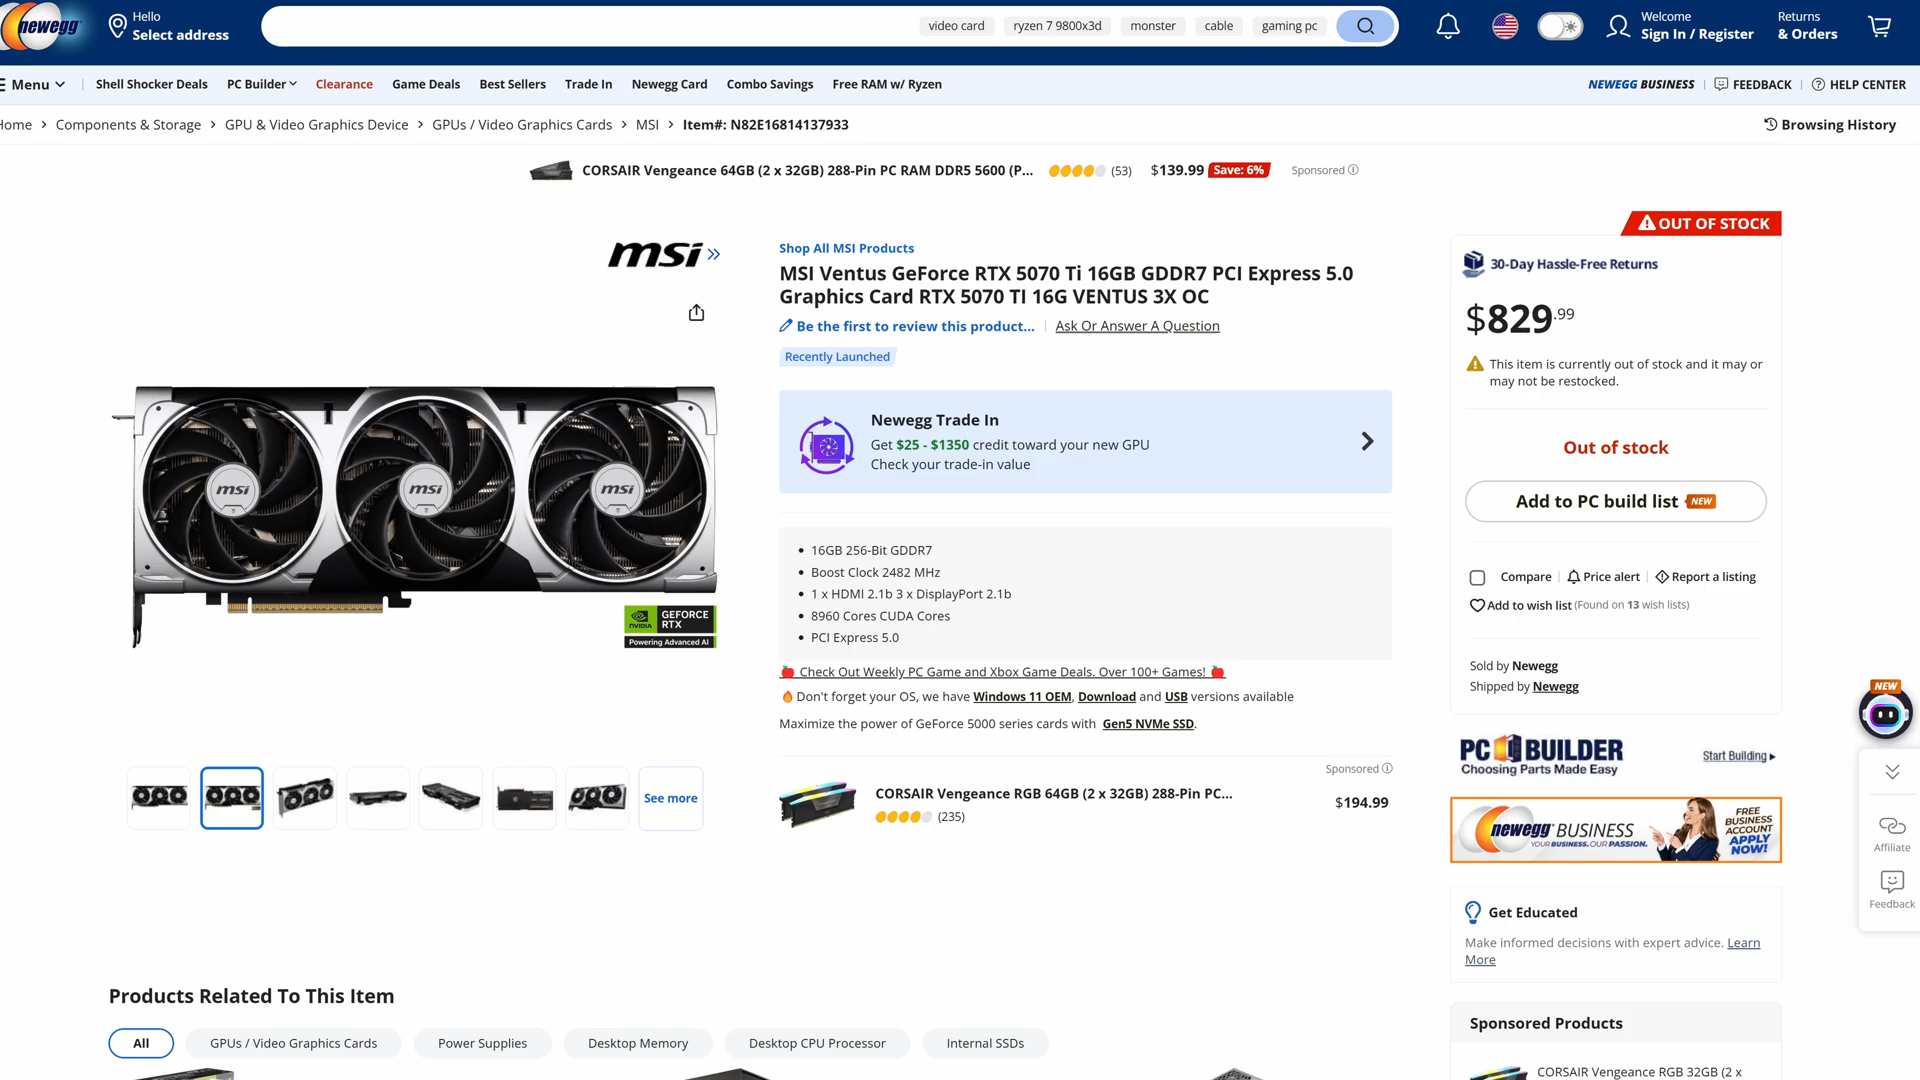 newegg
Hello
Select address
video card
ryzen 7 9800x3d
monster
cable
gaming pc
Welcome
Sign In / Register
Returns
& Orders
Menu
Shell Shocker Deals
PC Builder
Clearance
Game Deals
Best Sellers
Trade In
Newegg Card
Combo Savings
Free RAM w/ Ryzen
NEWEGG BUSINESS
FEEDBACK
HELP CENTER
Home
Components & Storage
GPU & Video Graphics Device
GPUs / Video Graphics Cards
MSI
Item#: N82E16814137933
Browsing History
CORSAIR Vengeance 64GB (2 x 32GB) 288-Pin PC RAM DDR5 5600 (P...
(53)
$139.99
Save: 6%
Sponsored
OUT OF STOCK
msi
Shop All MSI Products
MSI Ventus GeForce RTX 5070 Ti 16GB GDDR7 PCI Express 5.0
Graphics Card RTX 5070 TI 16G VENTUS 3X OC
Be the first to review this product...
Ask Or Answer A Question
Recently Launched
30-Day Hassle-Free Returns
$829.99
This item is currently out of stock and it may or
may not be restocked.
Out of stock
Add to PC build list NEW
Compare
Price alert
Report a listing
Add to wish list (Found on 13 wish lists)
Sold by Newegg
Shipped by Newegg
Newegg Trade In
Get $25 - $1350 credit toward your new GPU
Check your trade-in value
msi
msi
msi
NVIDIA
GEFORCE
RTX
Powering Advanced AI
16GB 256-Bit GDDR7
Boost Clock 2482 MHz
1 x HDMI 2.1b 3 x DisplayPort 2.1b
8960 Cores CUDA Cores
PCI Express 5.0
Check Out Weekly PC Game and Xbox Game Deals. Over 100+ Games!
Don't forget your OS, we have Windows 11 OEM, Download and USB versions available
Maximize the power of GeForce 5000 series cards with Gen5 NVMe SSD.
See more
Sponsored
CORSAIR Vengeance RGB 64GB (2 x 32GB) 288-Pin PC...
(235)
$194.99
PC BUILDER
Choosing Parts Made Easy
Start Building
newegg BUSINESS
YOUR BUSINESS. OUR PASSION.
FREE
BUSINESS
ACCOUNT
APPLY
NOW!
NEW
Affiliate
Feedback
Get Educated
Make informed decisions with expert advice. Learn
More
Products Related To This Item
All
GPUs / Video Graphics Cards
Power Supplies
Desktop Memory
Desktop CPU Processor
Internal SSDs
Sponsored Products
CORSAIR Vengeance RGB 32GB (2 x